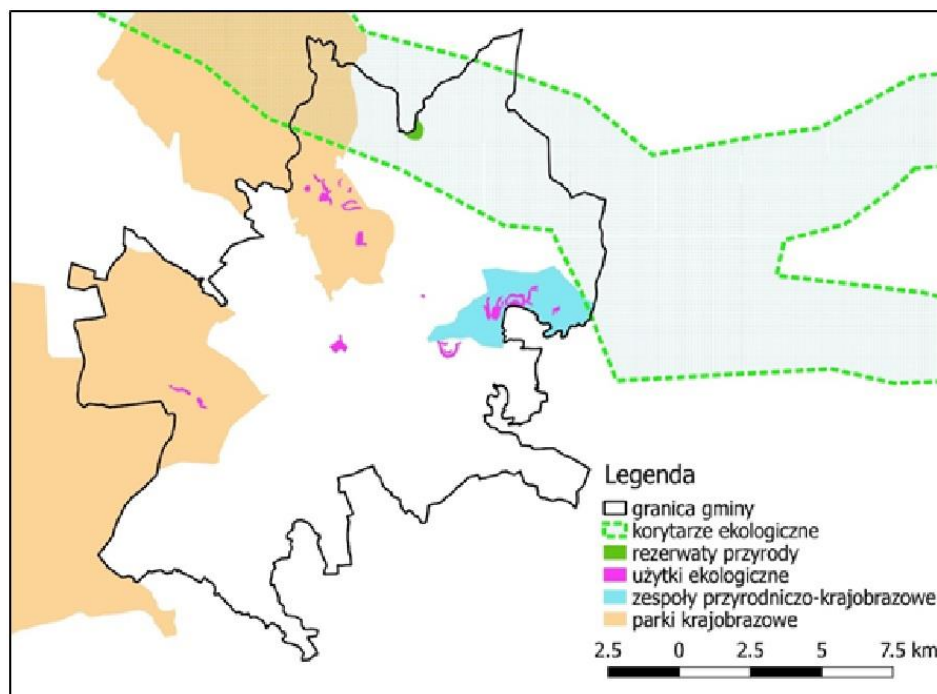 Legenda
granica gminy
korytarze ekologiczne
rezerwaty przyrody
użytki ekologiczne
zespoły przyrodniczo-krajobrazowe
parki krajobrazowe
2.5 0 2.5 5 7.5 km